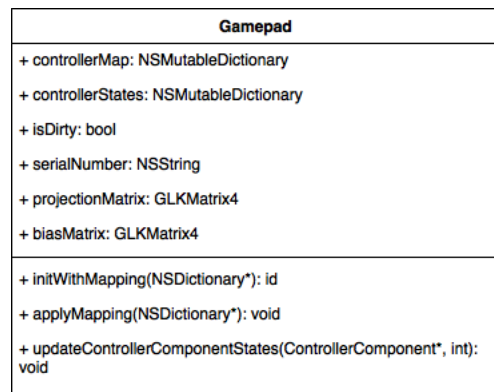 Gamepad
+ controllerMap: NSMutableDictionary
+ controllerStates: NSMutableDictionary
+ isDirty: bool
+ serialNumber: NSString
+ projectionMatrix: GLKMatrix4
+ biasMatrix: GLKMatrix4
+ initWithMapping(NSDictionary*): id
+ applyMapping(NSDictionary*): void
+ updateControllerComponentStates(ControllerComponent*, int):
void